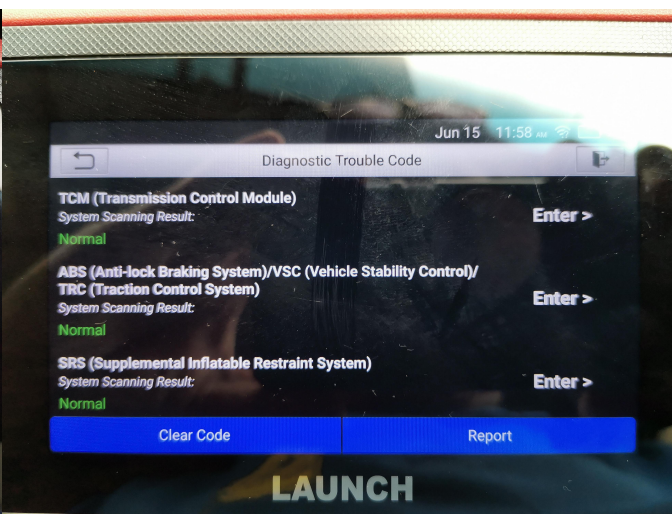 Jun 15 11:58 AM
Diagnostic Trouble Code
TCM (Transmission Control Module)
System Scanning Result:
Enter >
Normal
ABS (Anti-lock Braking System)/VSC (Vehicle Stability Control)/
TRC (Traction Control System)
System Scanning Result:
Enter >
Normal
SRS (Supplemental Inflatable Restraint System)
System Scanning Result:
Enter >
Normal
Clear Code
Report
LAUNCH